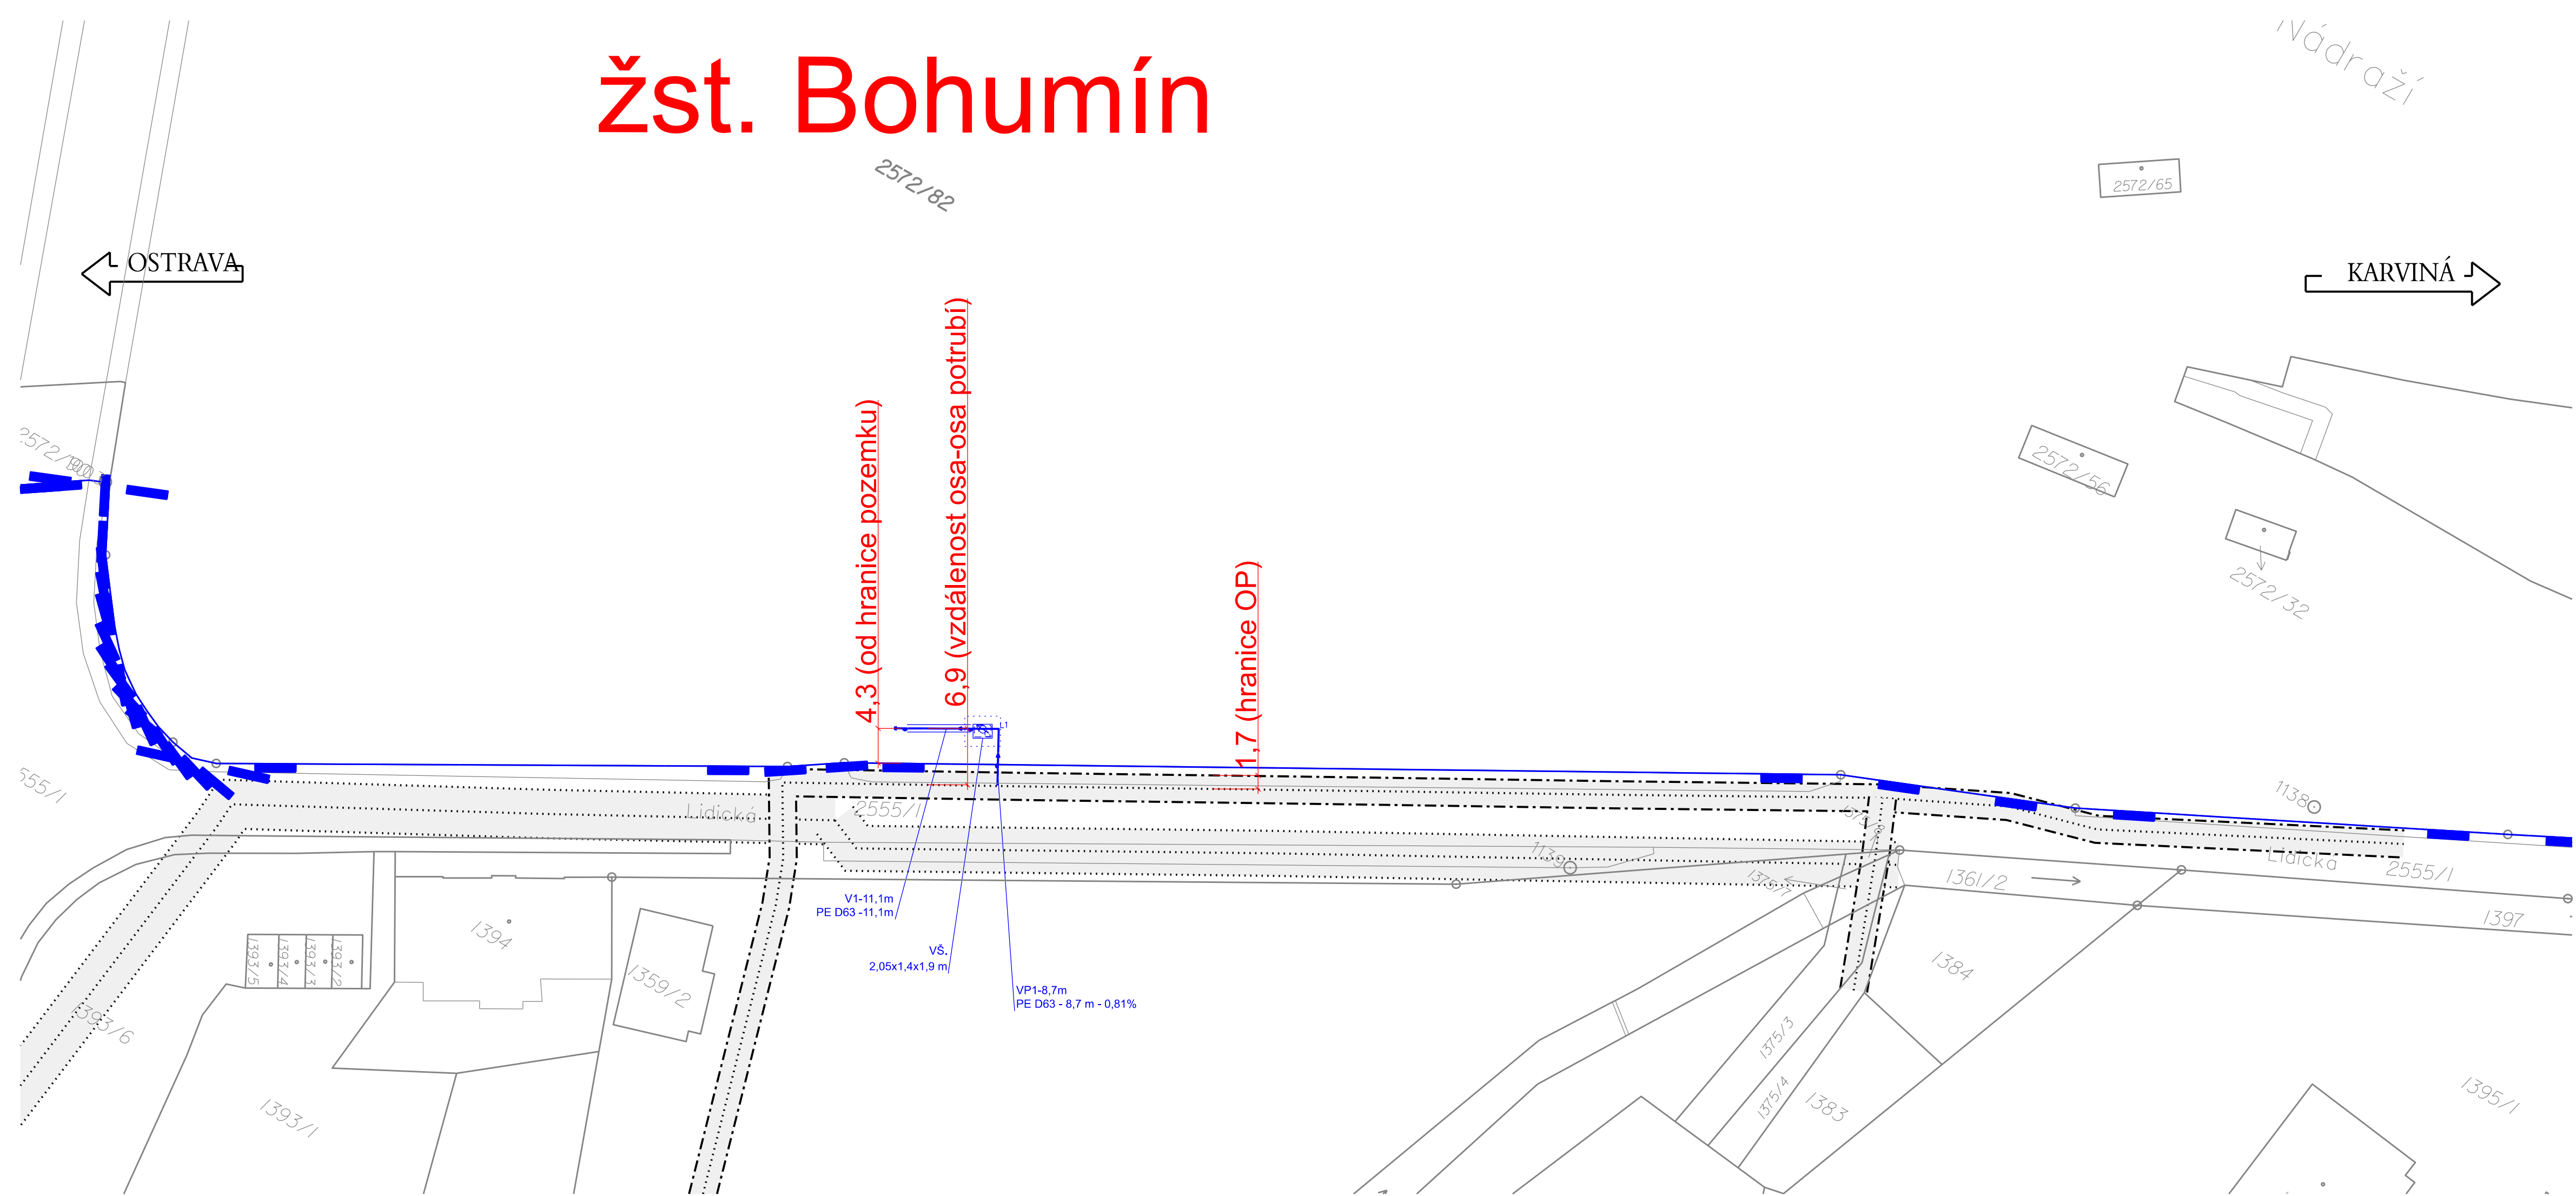 žst. Bohumín
Nádraží
2572/82
2572/65
OSTRAVA
KARVINÁ
4,3 (od hranice pozemku)
6,9 (vzdálenost osa-osa potrubí)
1,7 (hranice OP)
2572/56
2572/32
L1
1138
Lidická
2555/1
1139
1375/7
1361/2
Lidická
2555/1
1397
V1-11,1m
PE D63 -11,1m
VŠ.
2,05x1,4x1,9 m
VP1-8,7m
PE D63 - 8,7 m - 0,81%
1394
1393/5
1393/4
1393/3
1393/2
1359/2
1393/6
1393/1
1384
1375/3
1375/4
1383
1395/1